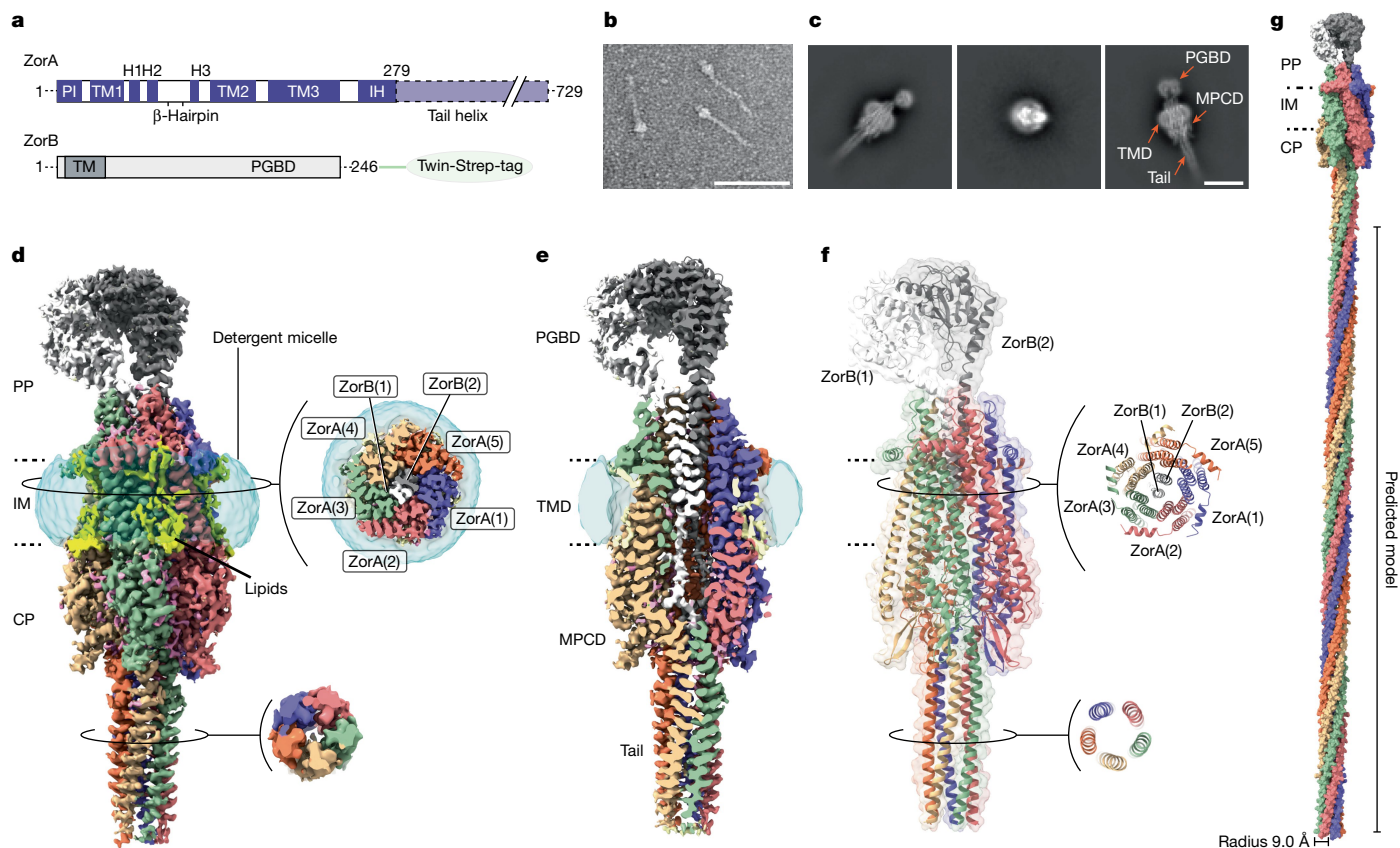 a
ZorA
H1 H2
H3
279
1
PI
TM1
TM2
TM3
IH
729
β-Hairpin
Tail helix
ZorB
1
TM
PGBD
246
Twin-Strep-tag
b
c
PGBD
MPCD
TMD
Tail
g
PP
IM
CP
Predicted model
Radius 9.0 Å
d
PP
IM
CP
Detergent micelle
ZorB(1)
ZorB(2)
ZorA(4)
ZorA(5)
ZorA(3)
ZorA(1)
ZorA(2)
Lipids
e
PGBD
TMD
MPCD
Tail
f
ZorB(2)
ZorB(1)
ZorB(1)
ZorB(2)
ZorA(4)
ZorA(5)
ZorA(3)
ZorA(1)
ZorA(2)